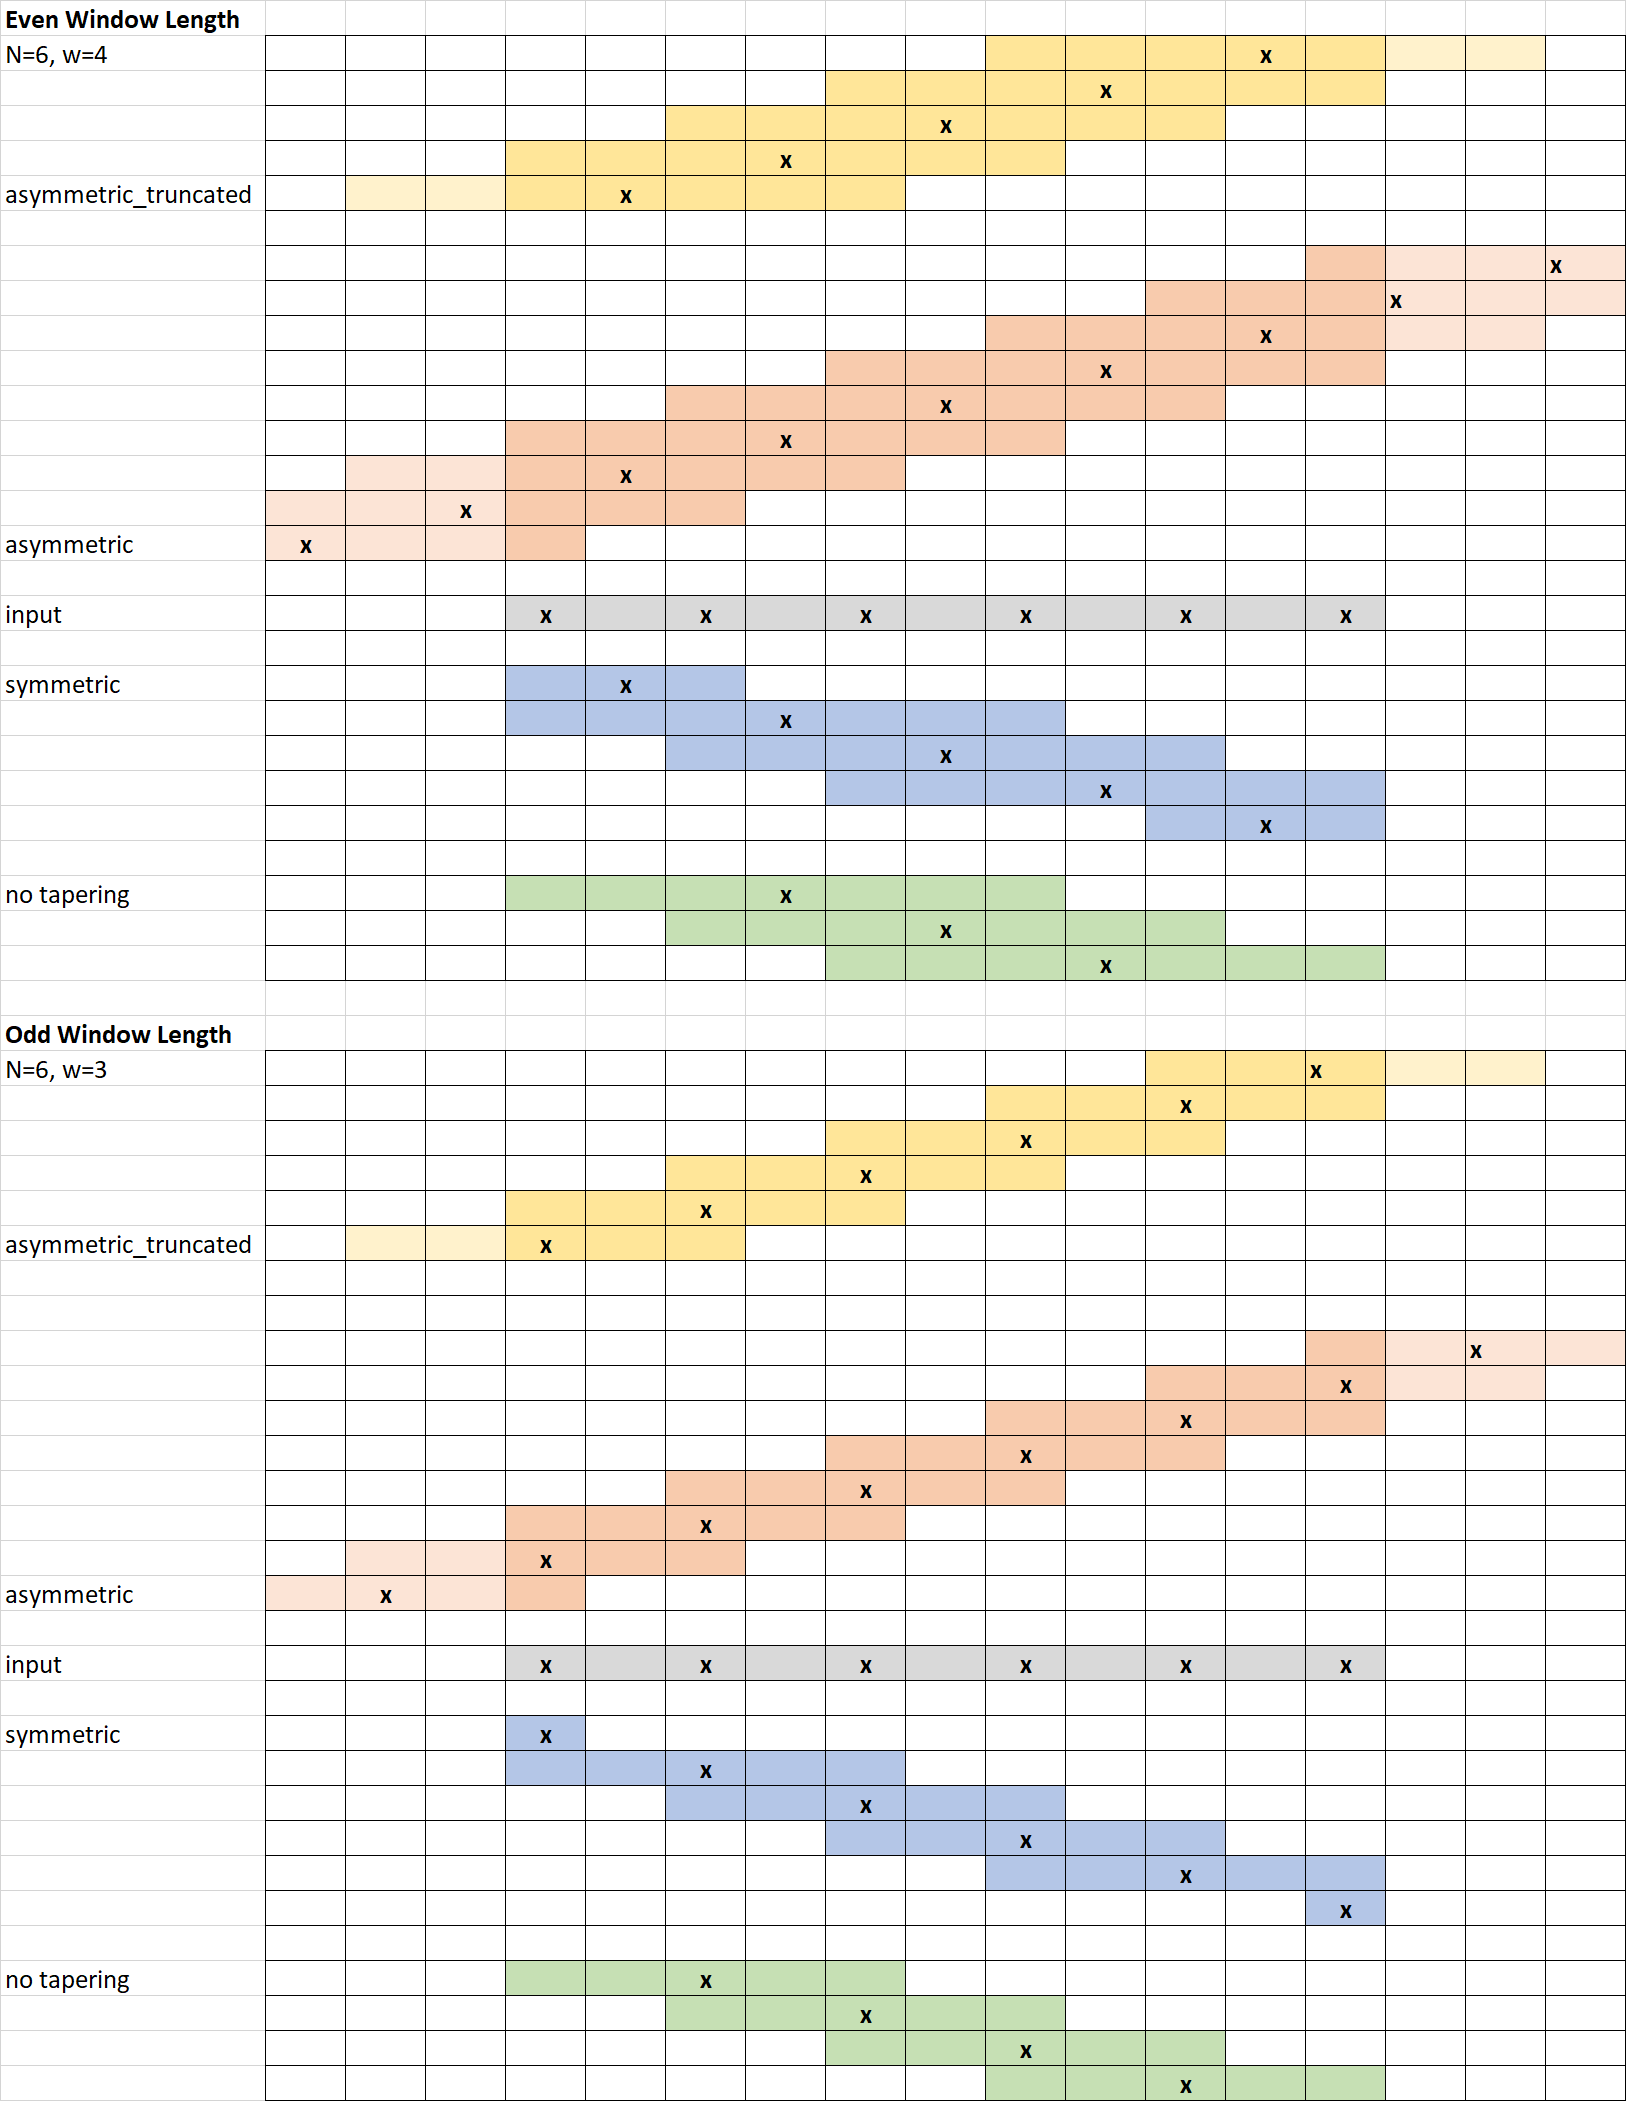 Even Window Length
N=6, w=4 x
x
x
x
asymmetric_truncated x
x
x
x
x
x
x
x
x
asymmetric x
input x x x x x x
symmetric x
x
x
x
x
no tapering x
x
x
Odd Window Length
N=6, w=3 x
x
x
x
x
asymmetric_truncated x
x
x
x
x
x
x
x
asymmetric x
input x x x x x x
symmetric x
x
x
x
x
x
no tapering x
x
x
x